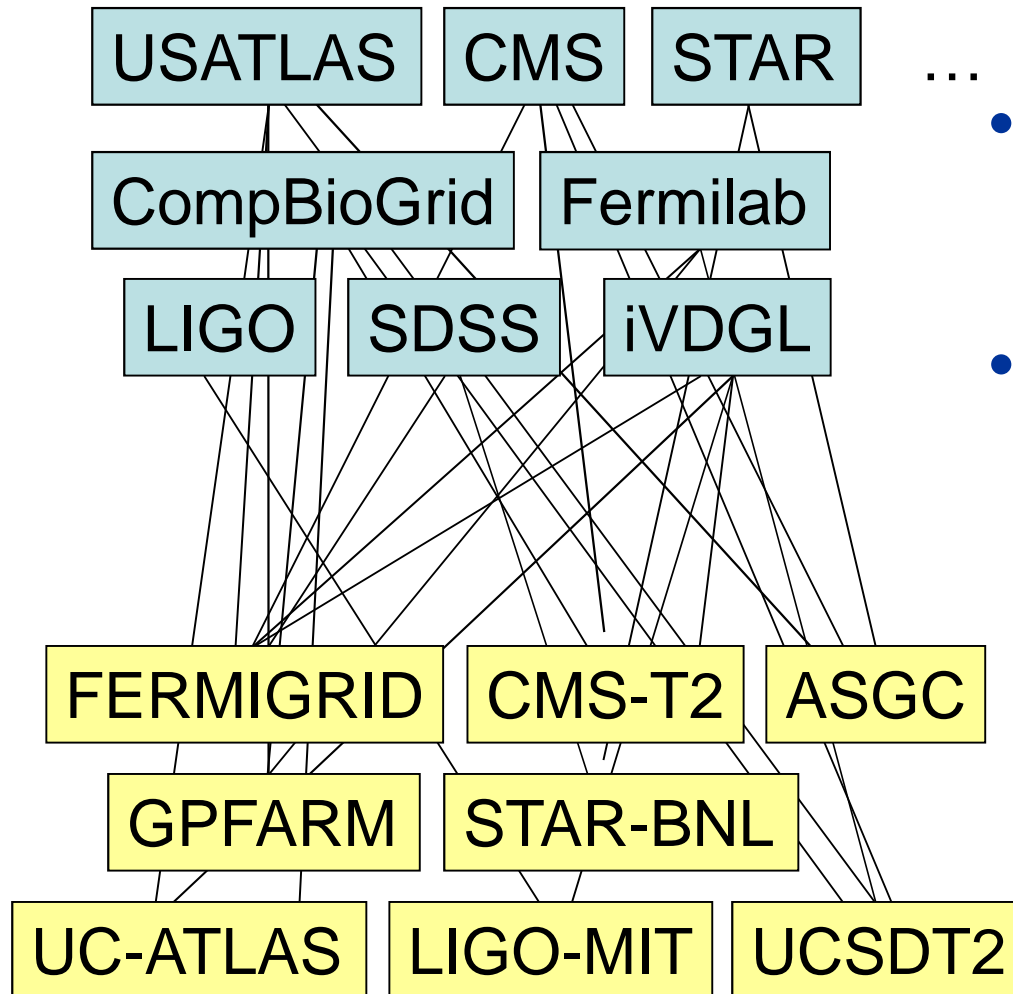 USATLAS CMS STAR …
•
CompBioGrid Fermilab
LIGO SDSS iVDGL
•
FERMIGRID CMS-T2 ASGC
GPFARM STAR-BNL
UC-ATLAS LIGO-MIT UCSDT2